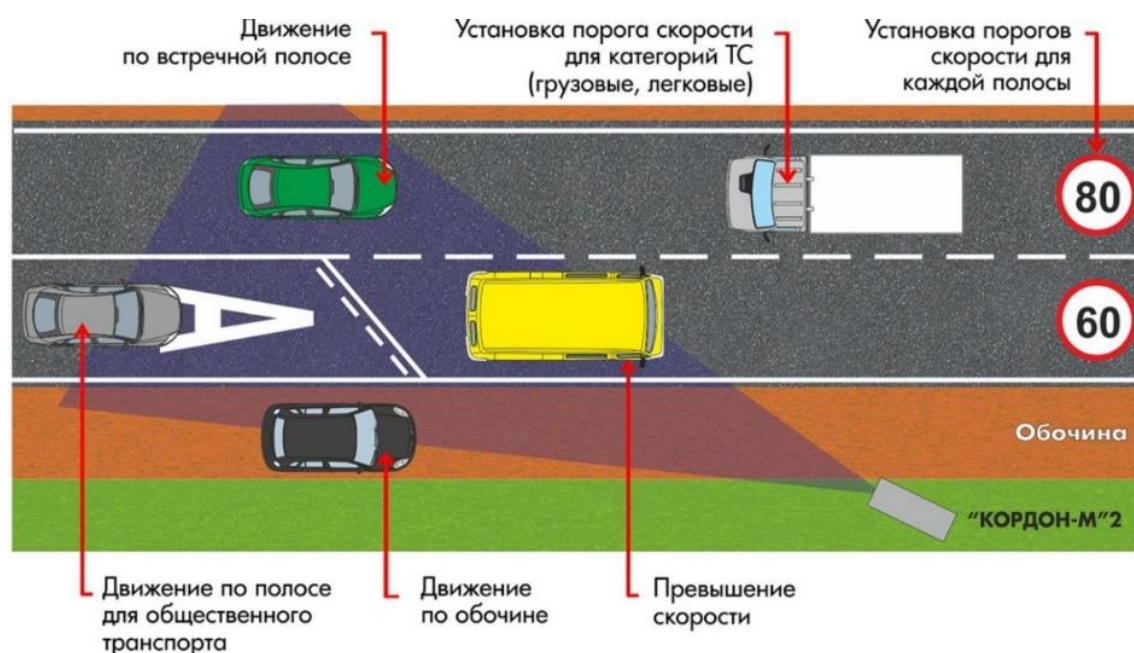 Движение
по встречной полосе
Установка порога скорости
для категорий ТС
(грузовые, легковые)
Установка порогов
скорости для
каждой полосы
80
60
А
Обочина
"КОРДОН-М"2
Движение по полосе
для общественного
транспорта
Движение
по обочине
Превышение
скорости